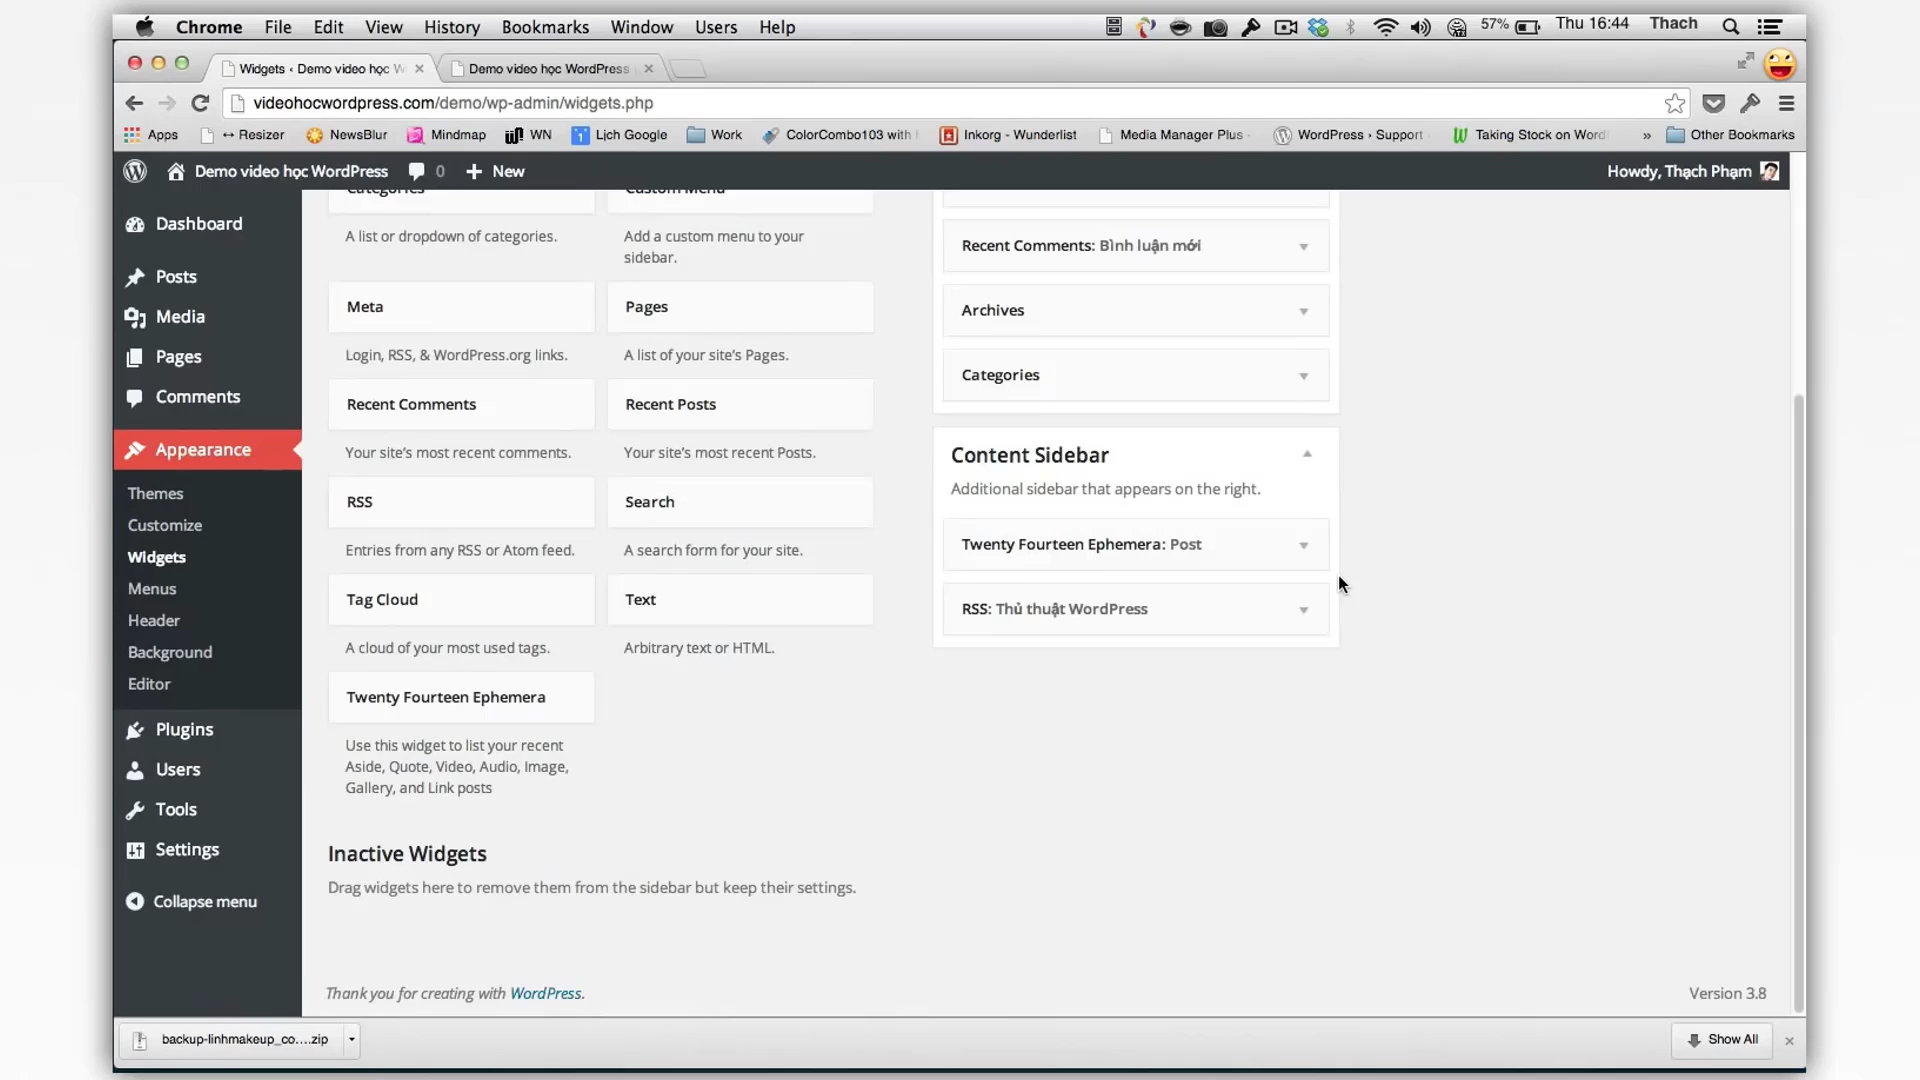 Chrome File Edit View History Bookmarks Window Users Help 57% Thu 16:44 Thach
Widgets ‹ Demo video học W Demo video học WordPress
videohocwordpress.com/demo/wp-admin/widgets.php
Apps ↔ Resizer NewsBlur Mindmap WN 1 Lịch Google Work ColorCombo103 with Inkorg - Wunderlist Media Manager Plus - WordPress › Support Taking Stock on Word » Other Bookmarks
Demo video học WordPress 0 New Howdy, Thạch Phạm
Dashboard
Posts
Media
Pages
Comments
Appearance
Themes
Customize
Widgets
Menus
Header
Background
Editor
Plugins
Users
Tools
Settings
Collapse menu
Categories
A list or dropdown of categories.
Custom Menu
Add a custom menu to your
sidebar.
Meta
Login, RSS, & WordPress.org links.
Pages
A list of your site's Pages.
Recent Comments
Your site's most recent comments.
Recent Posts
Your site's most recent Posts.
RSS
Entries from any RSS or Atom feed.
Search
A search form for your site.
Tag Cloud
A cloud of your most used tags.
Text
Arbitrary text or HTML.
Twenty Fourteen Ephemera
Use this widget to list your recent
Aside, Quote, Video, Audio, Image,
Gallery, and Link posts
Inactive Widgets
Drag widgets here to remove them from the sidebar but keep their settings.
Recent Comments: Bình luận mới
Archives
Categories
Content Sidebar
Additional sidebar that appears on the right.
Twenty Fourteen Ephemera: Post
RSS: Thủ thuật WordPress
Thank you for creating with WordPress. Version 3.8
backup-linhmakeup_co....zip Show All